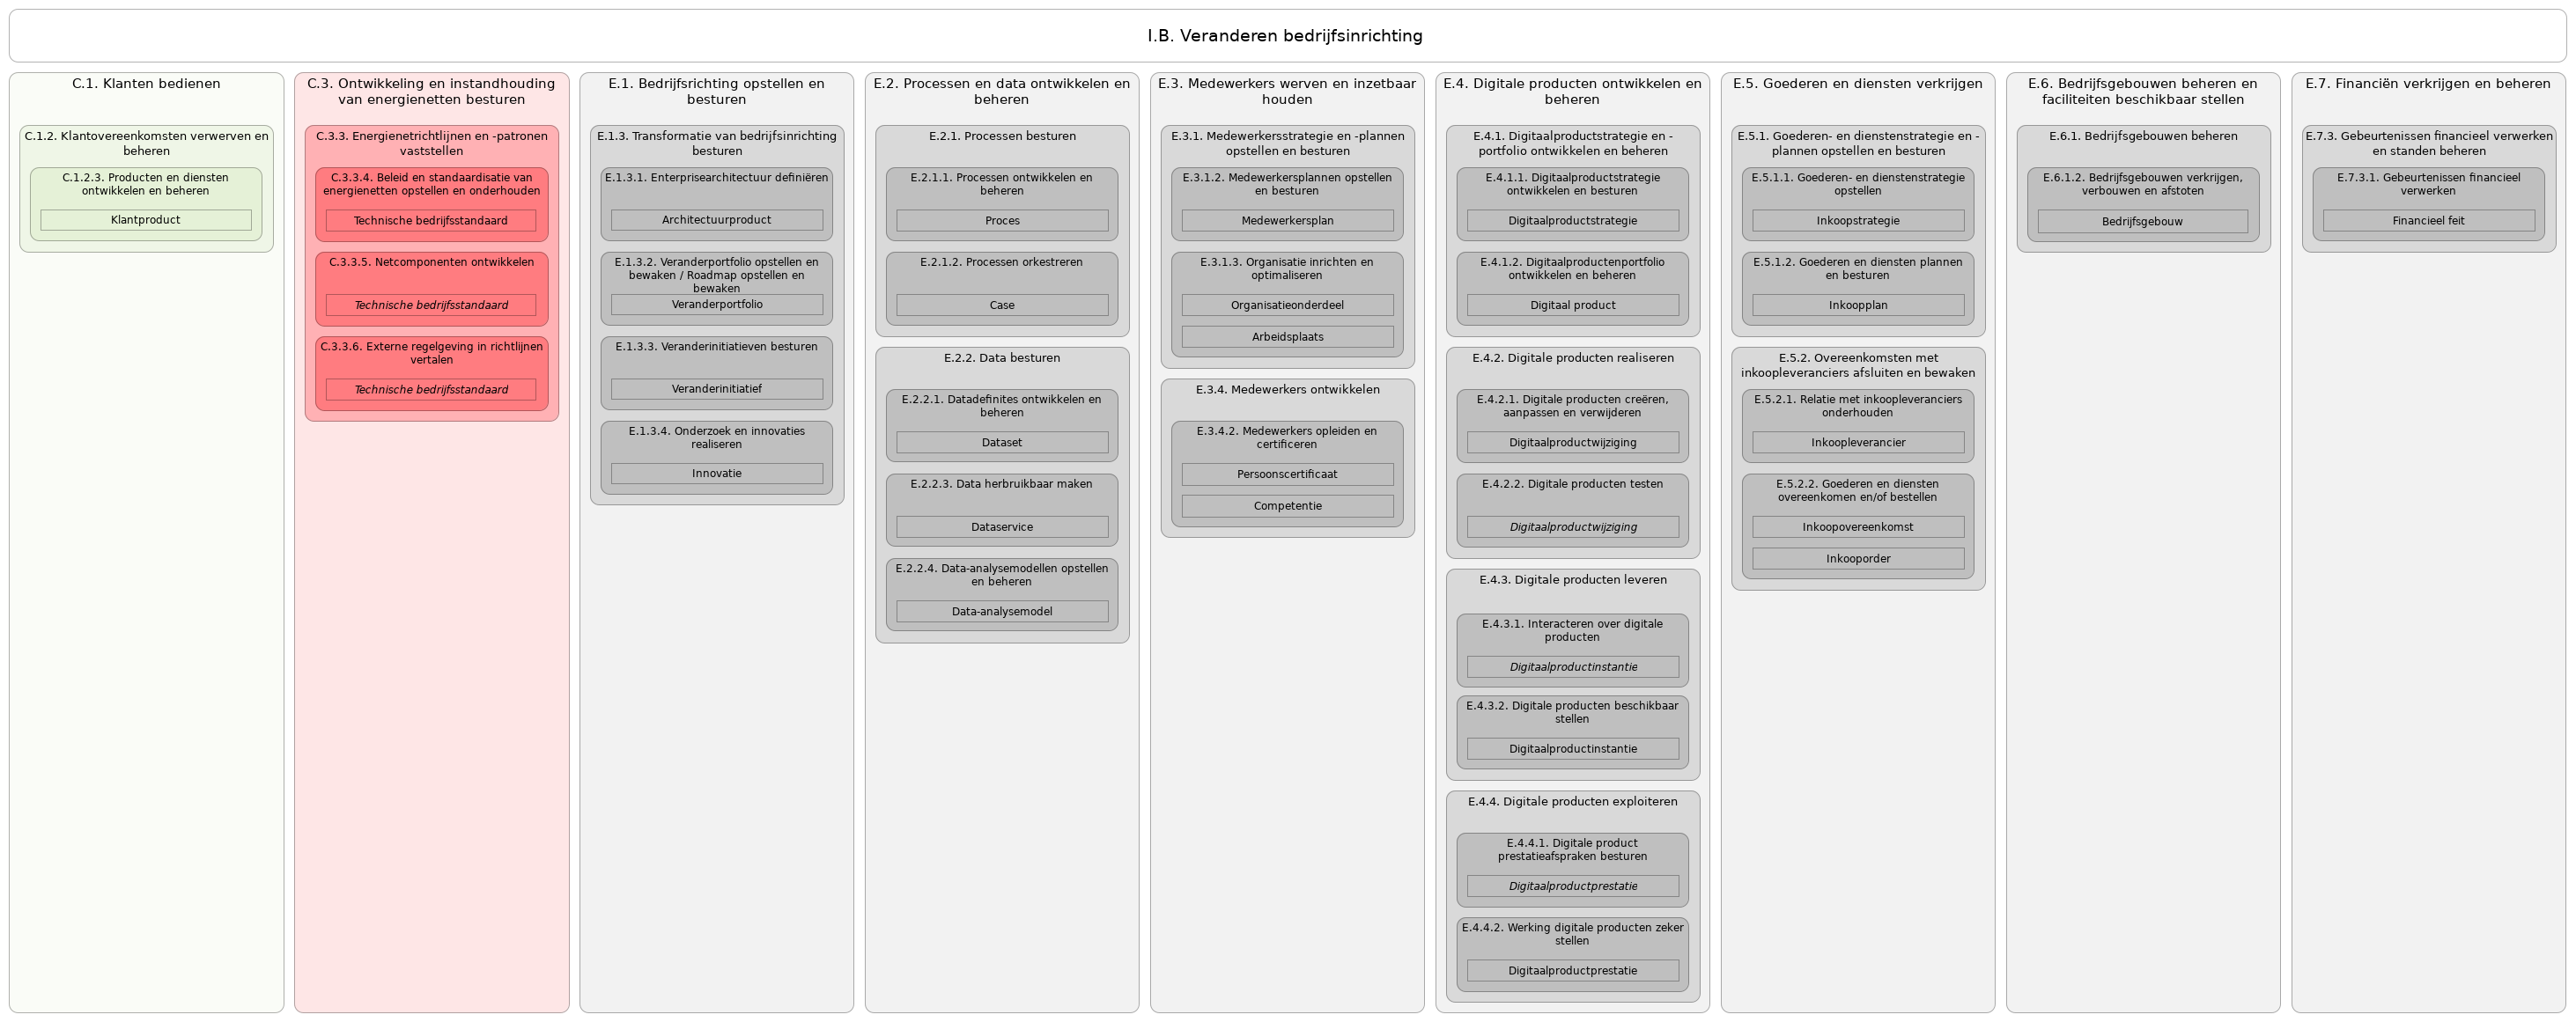 I.B. Veranderen bedrijfsinrichting
C.1. Klanten bedienen
C.1.2. Klantovereenkomsten verwerven en
beheren
C.1.2.3. Producten en diensten
ontwikkelen en beheren
Klantproduct
C.3. Ontwikkeling en instandhouding
van energienetten besturen
C.3.3. Energienetrichtlijnen en -patronen
vaststellen
C.3.3.4. Beleid en standaardisatie van
energienetten opstellen en onderhouden
Technische bedrijfsstandaard
C.3.3.5. Netcomponenten ontwikkelen
Technische bedrijfsstandaard
C.3.3.6. Externe regelgeving in richtlijnen
vertalen
Technische bedrijfsstandaard
E.1. Bedrijfsrichting opstellen en
besturen
E.1.3. Transformatie van bedrijfsinrichting
besturen
E.1.3.1. Enterprisearchitectuur definiëren
Architectuurproduct
E.1.3.2. Veranderportfolio opstellen en
bewaken / Roadmap opstellen en
bewaken
Veranderportfolio
E.1.3.3. Veranderinitiatieven besturen
Veranderinitiatief
E.1.3.4. Onderzoek en innovaties
realiseren
Innovatie
E.2. Processen en data ontwikkelen en
beheren
E.2.1. Processen besturen
E.2.1.1. Processen ontwikkelen en
beheren
Proces
E.2.1.2. Processen orkestreren
Case
E.2.2. Data besturen
E.2.2.1. Datadefinites ontwikkelen en
beheren
Dataset
E.2.2.3. Data herbruikbaar maken
Dataservice
E.2.2.4. Data-analysemodellen opstellen
en beheren
Data-analysemodel
E.3. Medewerkers werven en inzetbaar
houden
E.3.1. Medewerkersstrategie en -plannen
opstellen en besturen
E.3.1.2. Medewerkersplannen opstellen
en besturen
Medewerkersplan
E.3.1.3. Organisatie inrichten en
optimaliseren
Organisatieonderdeel
Arbeidsplaats
E.3.4. Medewerkers ontwikkelen
E.3.4.2. Medewerkers opleiden en
certificeren
Persoonscertificaat
Competentie
E.4. Digitale producten ontwikkelen en
beheren
E.4.1. Digitaalproductstrategie en -
portfolio ontwikkelen en beheren
E.4.1.1. Digitaalproductstrategie
ontwikkelen en besturen
Digitaalproductstrategie
E.4.1.2. Digitaalproductenportfolio
ontwikkelen en beheren
Digitaal product
E.4.2. Digitale producten realiseren
E.4.2.1. Digitale producten creëren,
aanpassen en verwijderen
Digitaalproductwijziging
E.4.2.2. Digitale producten testen
Digitaalproductwijziging
E.4.3. Digitale producten leveren
E.4.3.1. Interacteren over digitale
producten
Digitaalproductinstantie
E.4.3.2. Digitale producten beschikbaar
stellen
Digitaalproductinstantie
E.4.4. Digitale producten exploiteren
E.4.4.1. Digitale product
prestatieafspraken besturen
Digitaalproductprestatie
E.4.4.2. Werking digitale producten zeker
stellen
Digitaalproductprestatie
E.5. Goederen en diensten verkrijgen
E.5.1. Goederen- en dienstenstrategie en -
plannen opstellen en besturen
E.5.1.1. Goederen- en dienstenstrategie
opstellen
Inkoopstrategie
E.5.1.2. Goederen en diensten plannen
en besturen
Inkoopplan
E.5.2. Overeenkomsten met
inkoopleveranciers afsluiten en bewaken
E.5.2.1. Relatie met inkoopleveranciers
onderhouden
Inkoopleverancier
E.5.2.2. Goederen en diensten
overeenkomen en/of bestellen
Inkoopovereenkomst
Inkooporder
E.6. Bedrijfsgebouwen beheren en
faciliteiten beschikbaar stellen
E.6.1. Bedrijfsgebouwen beheren
E.6.1.2. Bedrijfsgebouwen verkrijgen,
verbouwen en afstoten
Bedrijfsgebouw
E.7. Financiën verkrijgen en beheren
E.7.3. Gebeurtenissen financieel verwerken
en standen beheren
E.7.3.1. Gebeurtenissen financieel
verwerken
Financieel feit